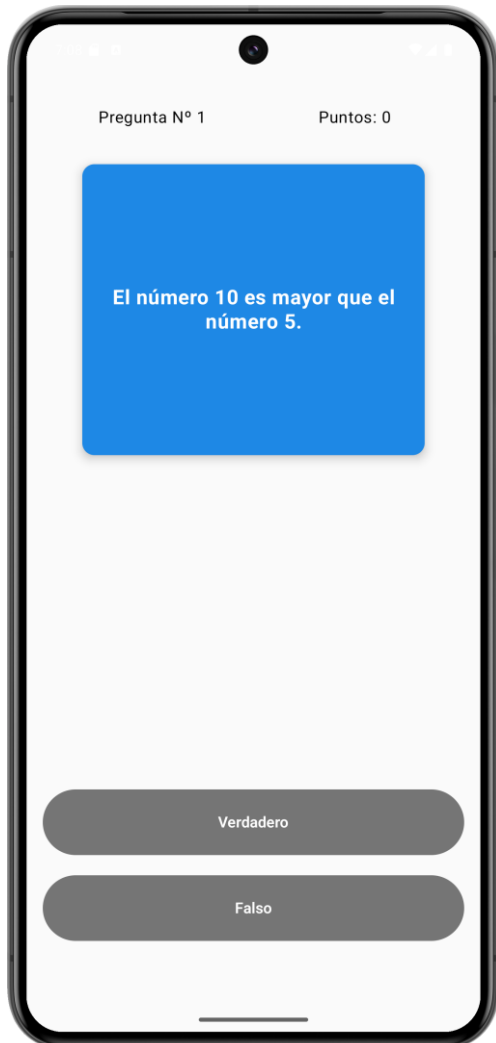 Pregunta Nº 1
Puntos: 0
El número 10 es mayor que el
número 5.
Verdadero
Falso